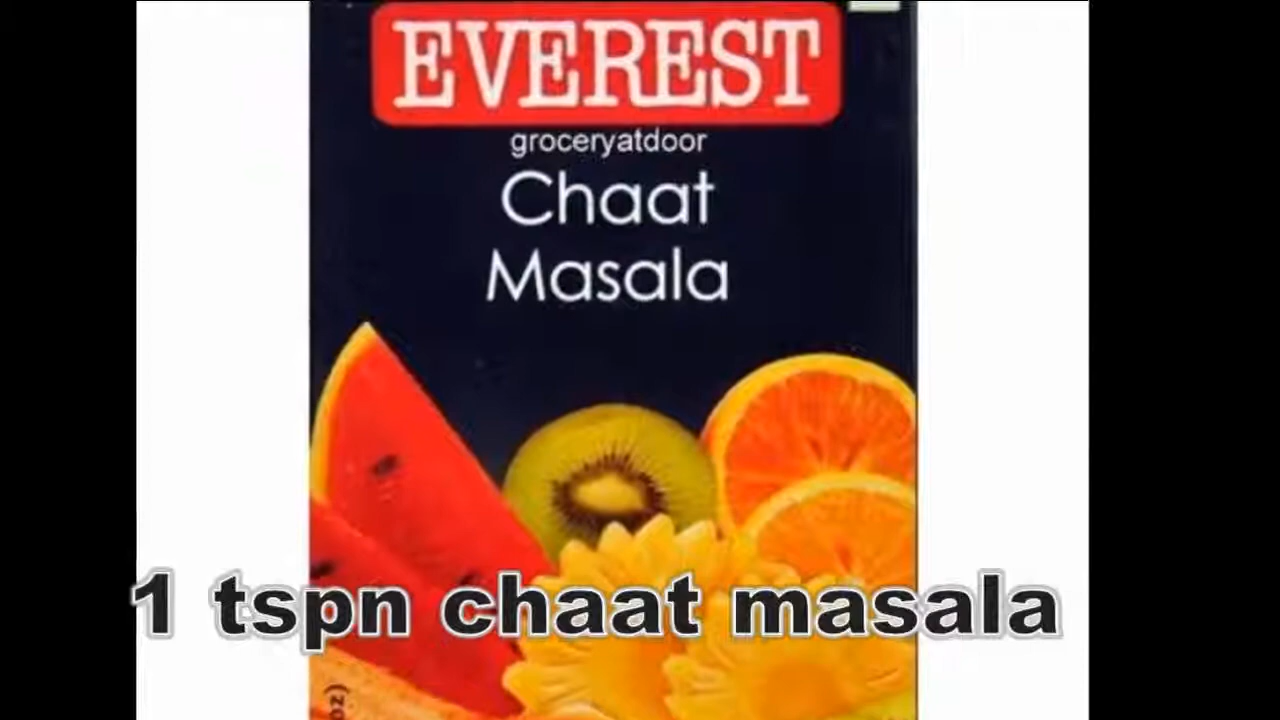 EVEREST
groceryatdoor
Chaat
Masala
1 tspn chaat masala